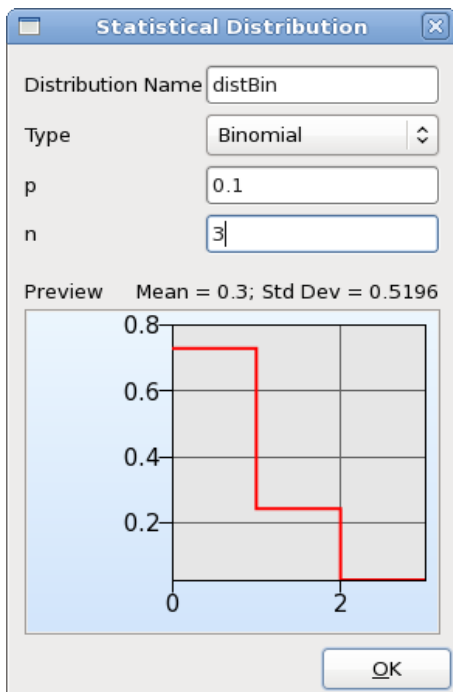 Statistical Distribution
Distribution Name distBin
Type Binomial
p 0.1
n 3
Preview Mean = 0.3; Std Dev = 0.5196
0.8
0.6
0.4
0.2
0 2
OK